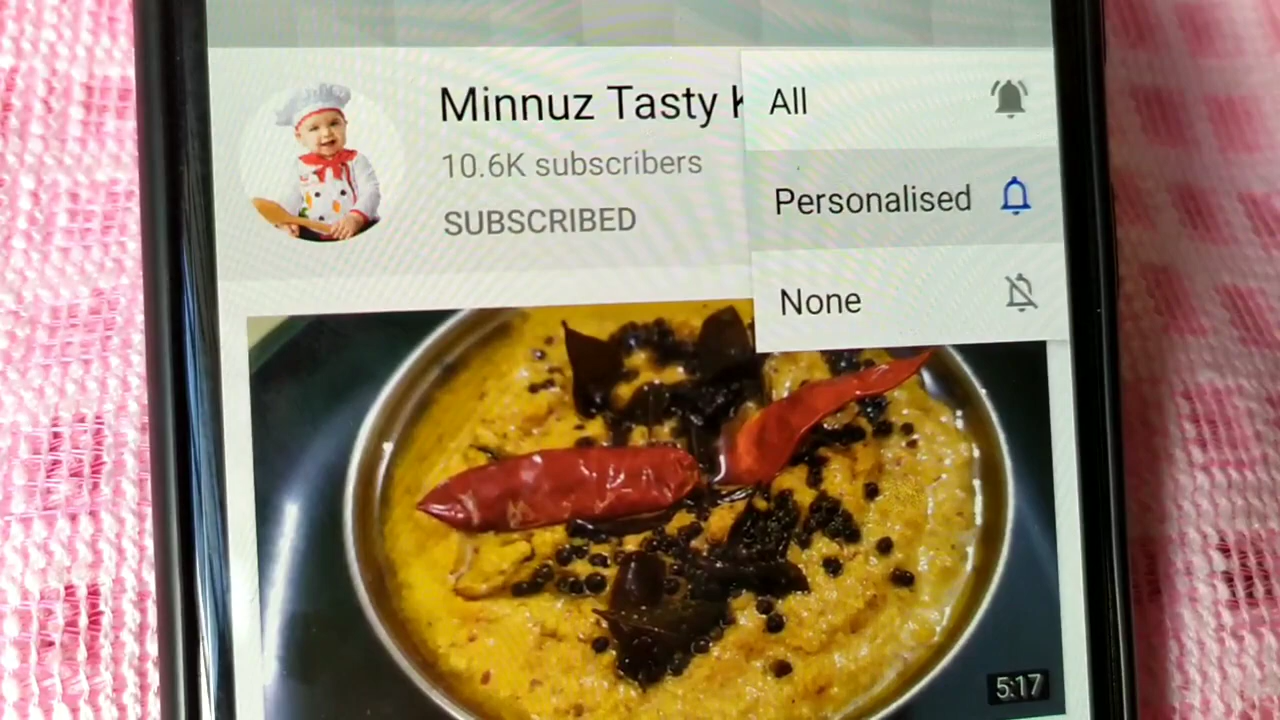 Minnuz Tasty
10.6K subscribers
SUBSCRIBED
All
Personalised
None
5:17